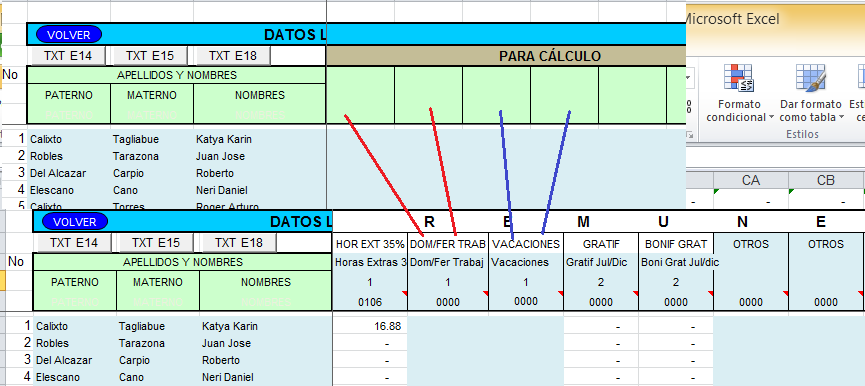 VOLVER DATOS L
TXT E14 TXT E15 TXT E18 PARA CÁLCULO
No APELLIDOS Y NOMBRES
PATERNO MATERNO NOMBRES
1 Calixto Tagliabue Katya Karin
2 Robles Tarazona Juan Jose
3 Del Alcazar Carpio Roberto
4 Elescano Cano Neri Daniel
5 Calixto Torres Roger Arturo
Microsoft Excel
Formato condicional
Dar formato como tabla
Est
ce
Estilos
CA CB
- - -
VOLVER DATOS L R E M U N E
TXT E14 TXT E15 TXT E18 HOR EXT 35% DOM/FER TRAB VACACIONES GRATIF BONIF GRAT OTROS OTROS
No APELLIDOS Y NOMBRES Horas Extras 3 Dom/Fer Trabaj Vacaciones Gratif Jul/Dic Boni Grat Jul/dic
PATERNO MATERNO NOMBRES 1 1 1 2 2
0106 0000 0000 0000 0000 0000 0000
1 Calixto Tagliabue Katya Karin 16.88 - -
2 Robles Tarazona Juan Jose - - -
3 Del Alcazar Carpio Roberto - - -
4 Elescano Cano Neri Daniel - - -